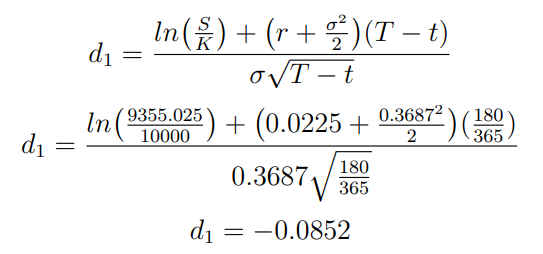 d₁ = (ln(S/K) + (r + σ²/2)(T − t)) / (σ√(T − t))
d₁ = (ln(9355.025/10000) + (0.0225 + 0.3687²/2)(180/365)) / (0.3687√(180/365))
d₁ = −0.0852